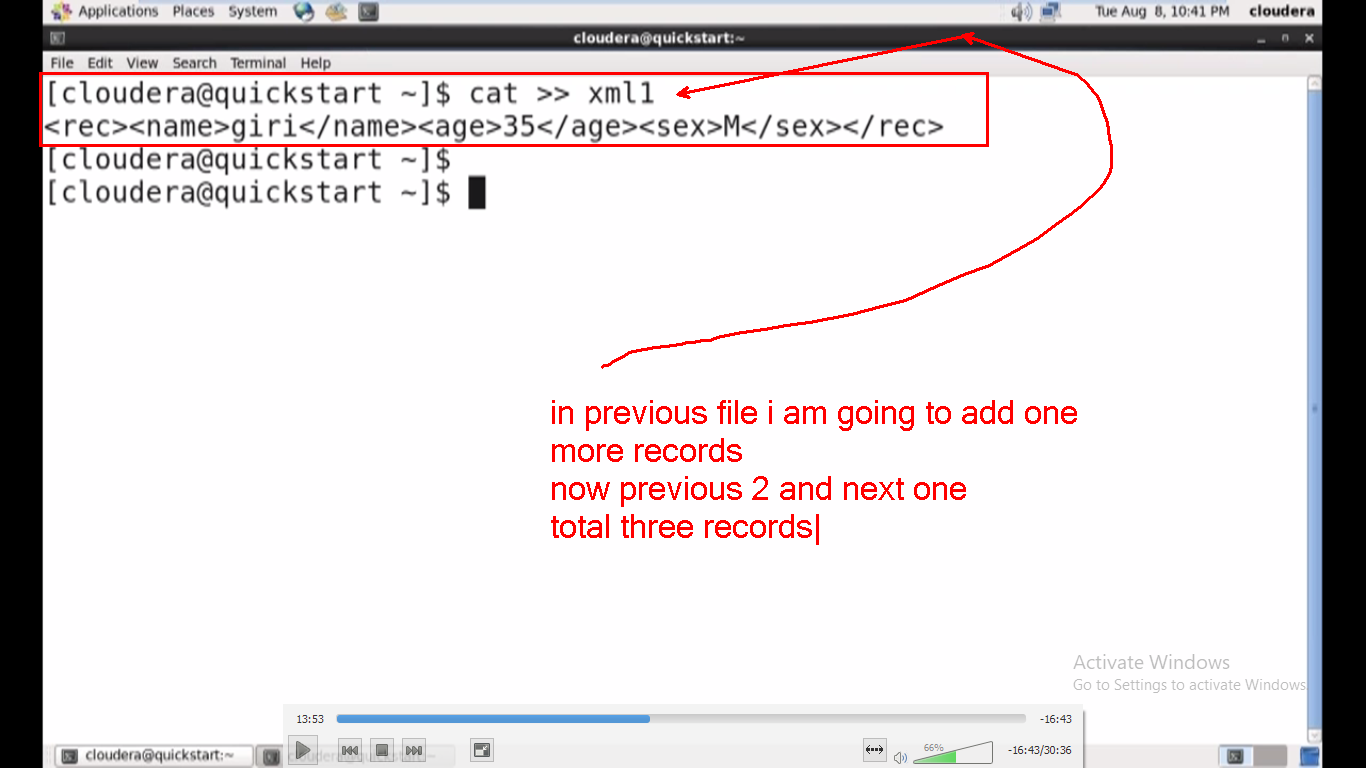 Applications Places System
Tue Aug 8, 10:41 PM cloudera
cloudera@quickstart:~
File Edit View Search Terminal Help
[cloudera@quickstart ~]$ cat >> xml1
<rec><name>giri</name><age>35</age><sex>M</sex></rec>
[cloudera@quickstart ~]$
[cloudera@quickstart ~]$
in previous file i am going to add one
more records
now previous 2 and next one
total three records
Activate Windows
Go to Settings to activate Windows.
13:53
-16:43
66%
-16:43/30:36
cloudera@quickstart:~
cloudera@quickstart:~